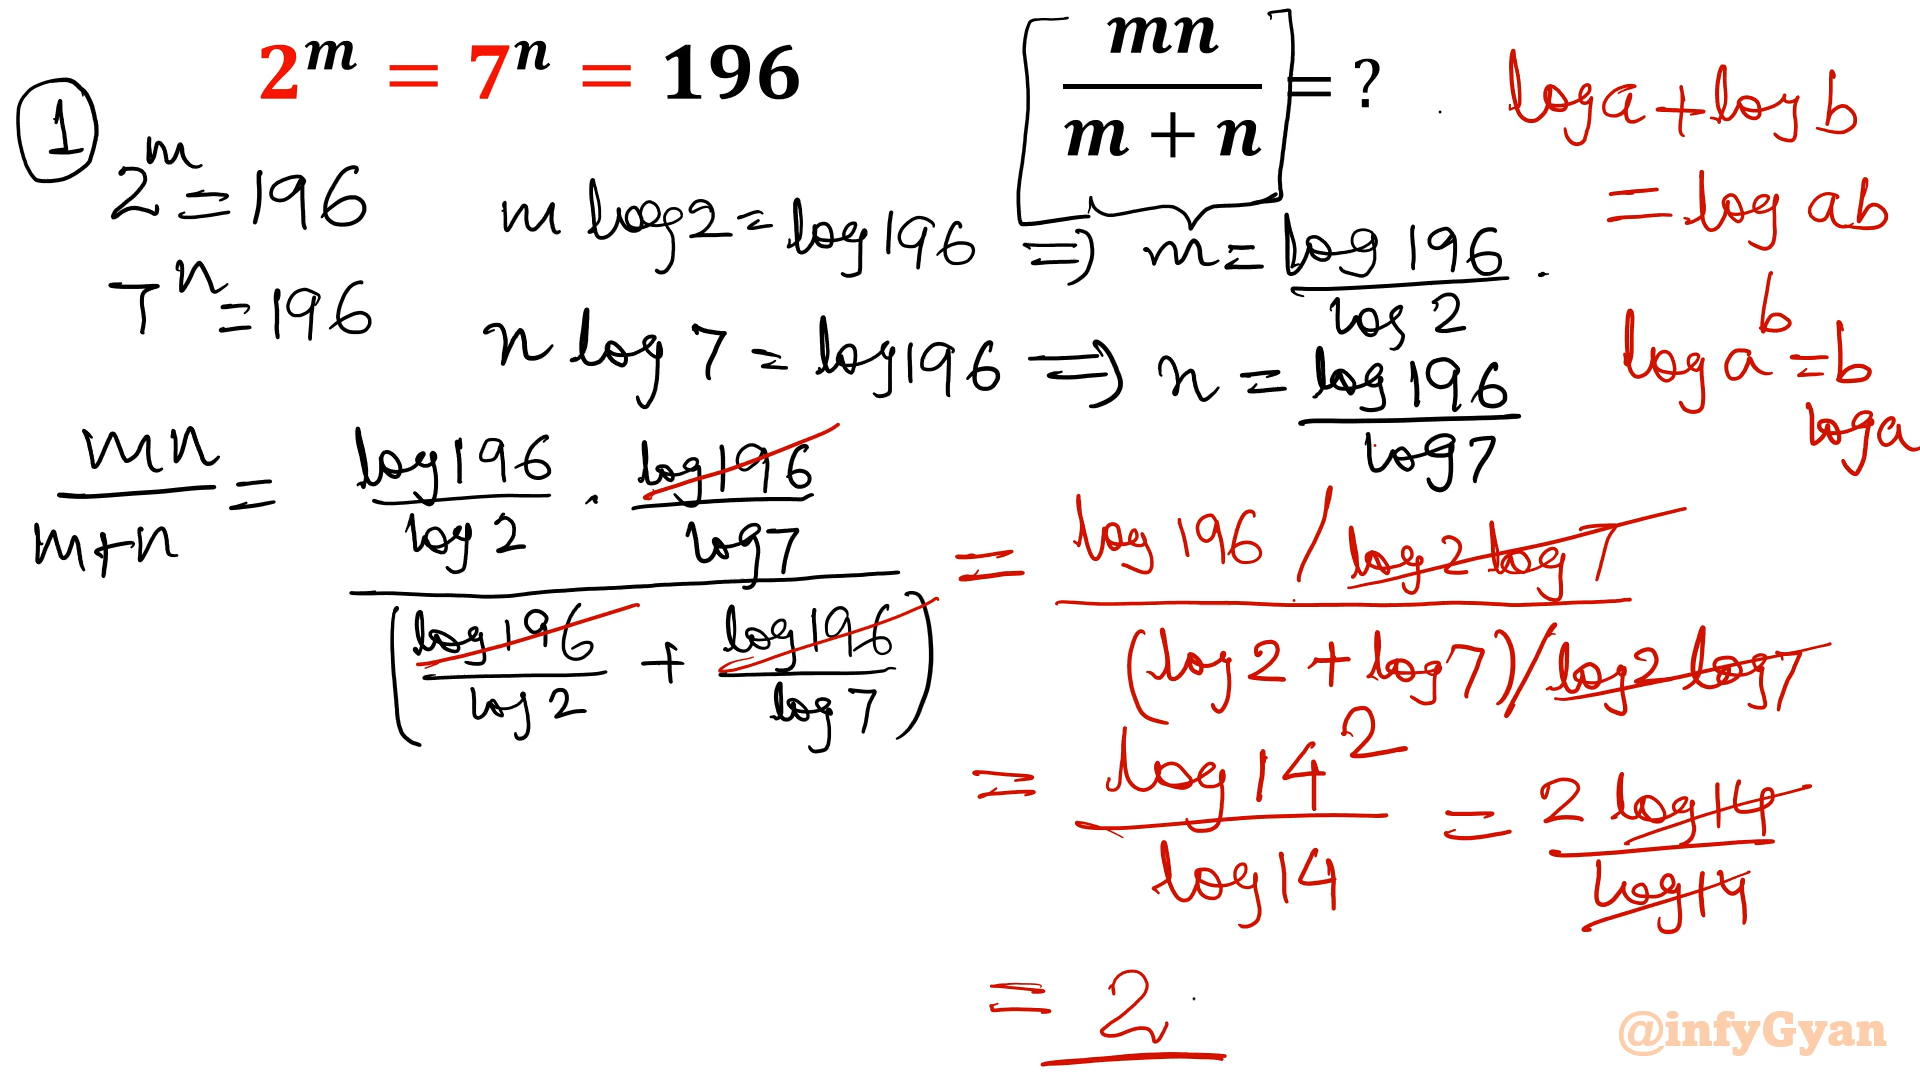 2^m = 7^n = 196
[mn / (m + n)] = ?
1
2^m = 196
7^n = 196
m log 2 = log 196 ⇒ m = log 196 / log 2 .
n log 7 = log 196 ⇒ n = log 196 / log 7
log a + log b
= log ab
log a^b = b
log a
mn / (m+n) = (log 196 / log 2 . log 196 / log 7) / (log 196 / log 2 + log 196 / log 7)
= (log 196 / log 2 log 7) / ((log 2 + log 7) / log 2 log 7)
= log 14^2 / log 14 = 2 log 14 / log 14
= 2
@infyGyan